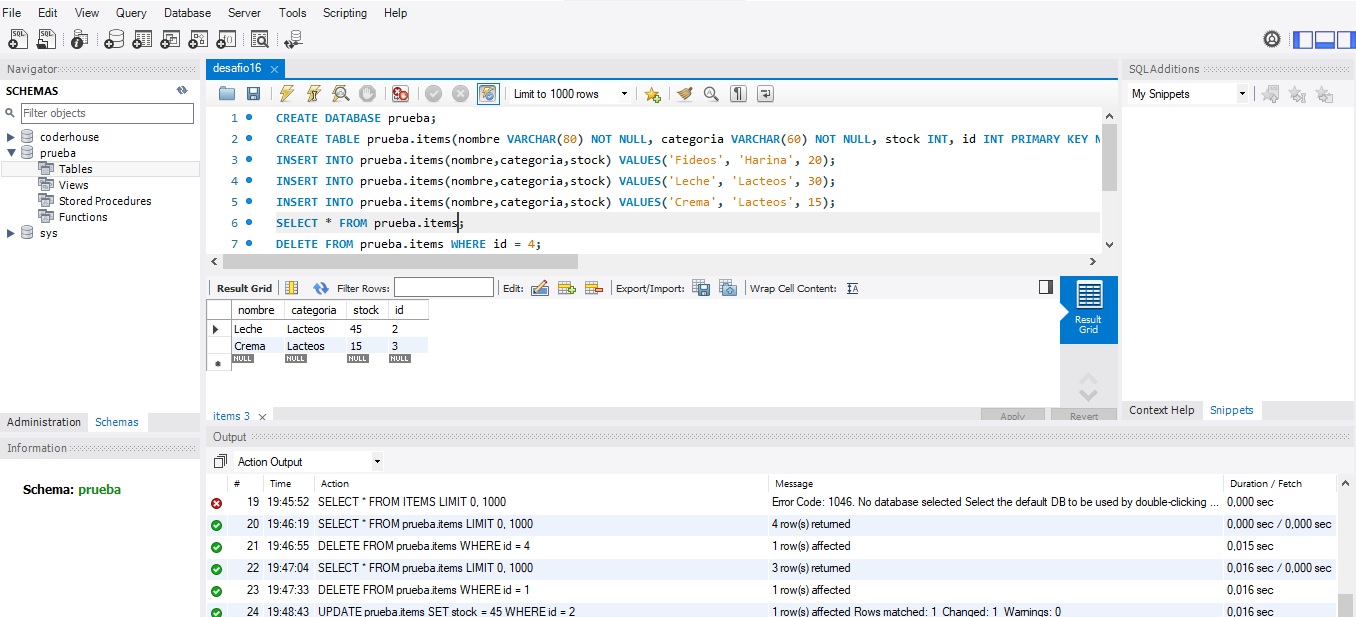 File Edit View Query Database Server Tools Scripting Help
Navigator
SCHEMAS
Filter objects
coderhouse
prueba
Tables
Views
Stored Procedures
Functions
sys
Administration Schemas
Information
Schema: prueba
desafio16
Limit to 1000 rows
1 CREATE DATABASE prueba;
2 CREATE TABLE prueba.items(nombre VARCHAR(80) NOT NULL, categoria VARCHAR(60) NOT NULL, stock INT, id INT PRIMARY KEY N
3 INSERT INTO prueba.items(nombre,categoria,stock) VALUES('Fideos', 'Harina', 20);
4 INSERT INTO prueba.items(nombre,categoria,stock) VALUES('Leche', 'Lacteos', 30);
5 INSERT INTO prueba.items(nombre,categoria,stock) VALUES('Crema', 'Lacteos', 15);
6 SELECT * FROM prueba.items;
7 DELETE FROM prueba.items WHERE id = 4;
Result Grid Filter Rows: Edit: Export/Import: Wrap Cell Content:
nombre categoria stock id
Leche Lacteos 45 2
Crema Lacteos 15 3
NULL NULL NULL NULL
Result
Grid
items 3 Apply Revert
SQLAdditions
My Snippets
Context Help Snippets
Output
Action Output
# Time Action Message Duration / Fetch
19 19:45:52 SELECT * FROM ITEMS LIMIT 0, 1000 Error Code: 1046. No database selected Select the default DB to be used by double-clicking ... 0,000 sec
20 19:46:19 SELECT * FROM prueba.items LIMIT 0, 1000 4 row(s) returned 0,000 sec / 0,000 sec
21 19:46:55 DELETE FROM prueba.items WHERE id = 4 1 row(s) affected 0,015 sec
22 19:47:04 SELECT * FROM prueba.items LIMIT 0, 1000 3 row(s) returned 0,016 sec / 0,000 sec
23 19:47:33 DELETE FROM prueba.items WHERE id = 1 1 row(s) affected 0,016 sec
24 19:48:43 UPDATE prueba.items SET stock = 45 WHERE id = 2 1 row(s) affected Rows matched: 1 Changed: 1 Warnings: 0 0,016 sec